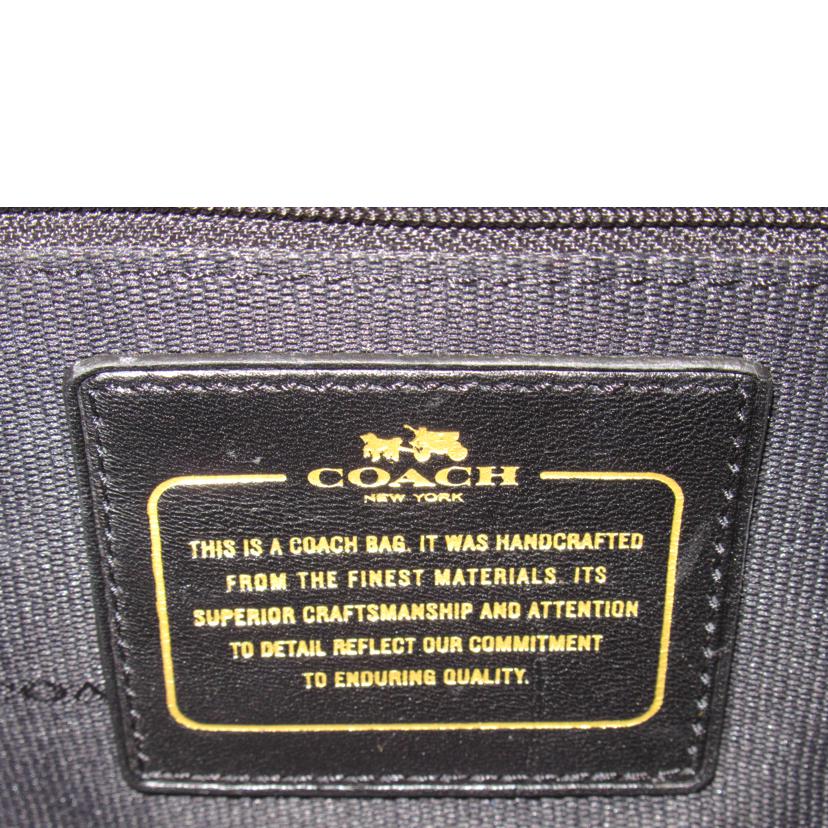 COACH
NEW YORK
THIS IS A COACH BAG. IT WAS HANDCRAFTED
FROM THE FINEST MATERIALS. ITS
SUPERIOR CRAFTSMANSHIP AND ATTENTION
TO DETAIL REFLECT OUR COMMITMENT
TO ENDURING QUALITY.